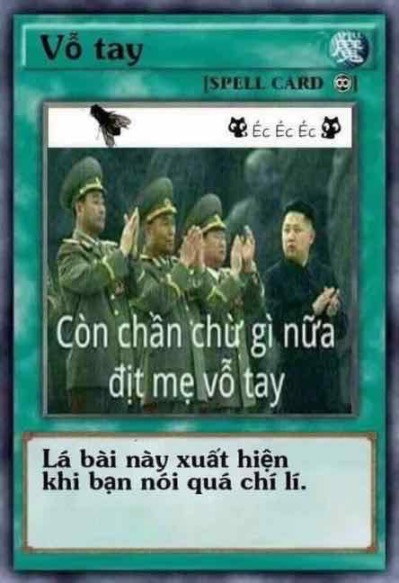 Vỗ tay
[SPELL CARD ]
Éc Éc Éc
Còn chần chừ gì nữa
địt mẹ vỗ tay
Lá bài này xuất hiện
khi bạn nói quá chí lí.